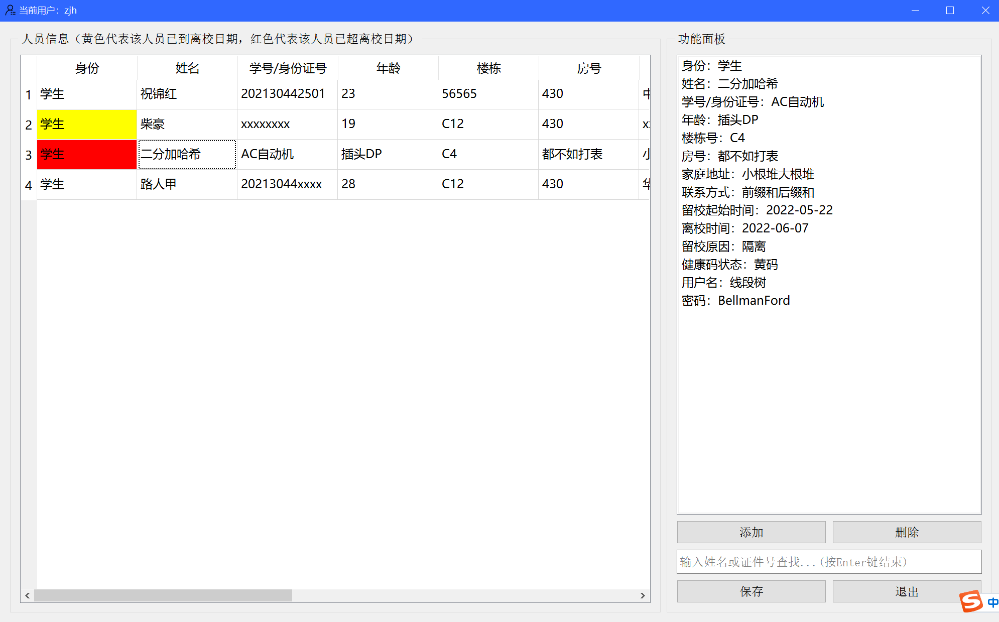 当前用户：zjh
人员信息（黄色代表该人员已到离校日期，红色代表该人员已超离校日期）
身份 姓名 学号/身份证号 年龄 楼栋 房号
1 学生 祝锦红 202130442501 23 56565 430
2 学生 柴豪 xxxxxxxx 19 C12 430
3 学生 二分加哈希 AC自动机 插头DP C4 都不如打表
4 学生 路人甲 20213044xxxx 28 C12 430
功能面板
身份：学生
姓名：二分加哈希
学号/身份证号：AC自动机
年龄：插头DP
楼栋号：C4
房号：都不如打表
家庭地址：小根堆大根堆
联系方式：前缀和后缀和
留校起始时间：2022-05-22
离校时间：2022-06-07
留校原因：隔离
健康码状态：黄码
用户名：线段树
密码：BellmanFord
添加 删除
输入姓名或证件号查找...(按Enter键结束)
保存 退出
中